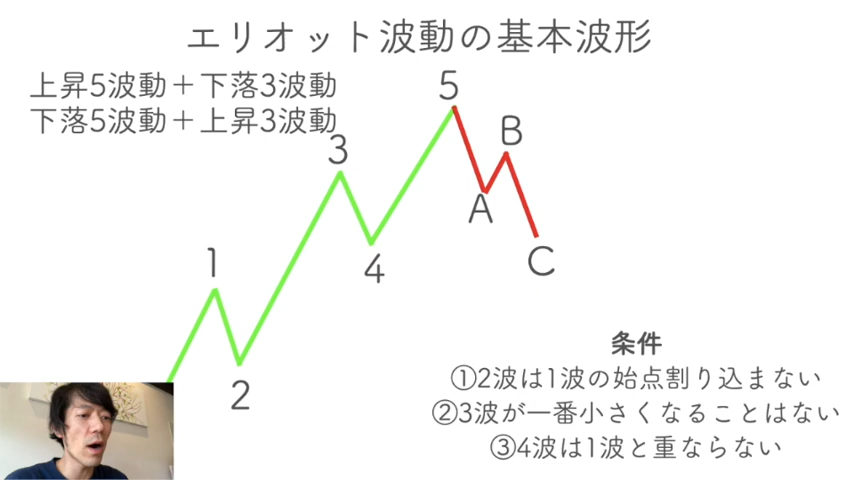 エリオット波動の基本波形
上昇5波動＋下落3波動
下落5波動＋上昇3波動
5
B
3
A
1
4
C
2
条件
①2波は1波の始点割り込まない
②3波が一番小さくなることはない
③4波は1波と重ならない